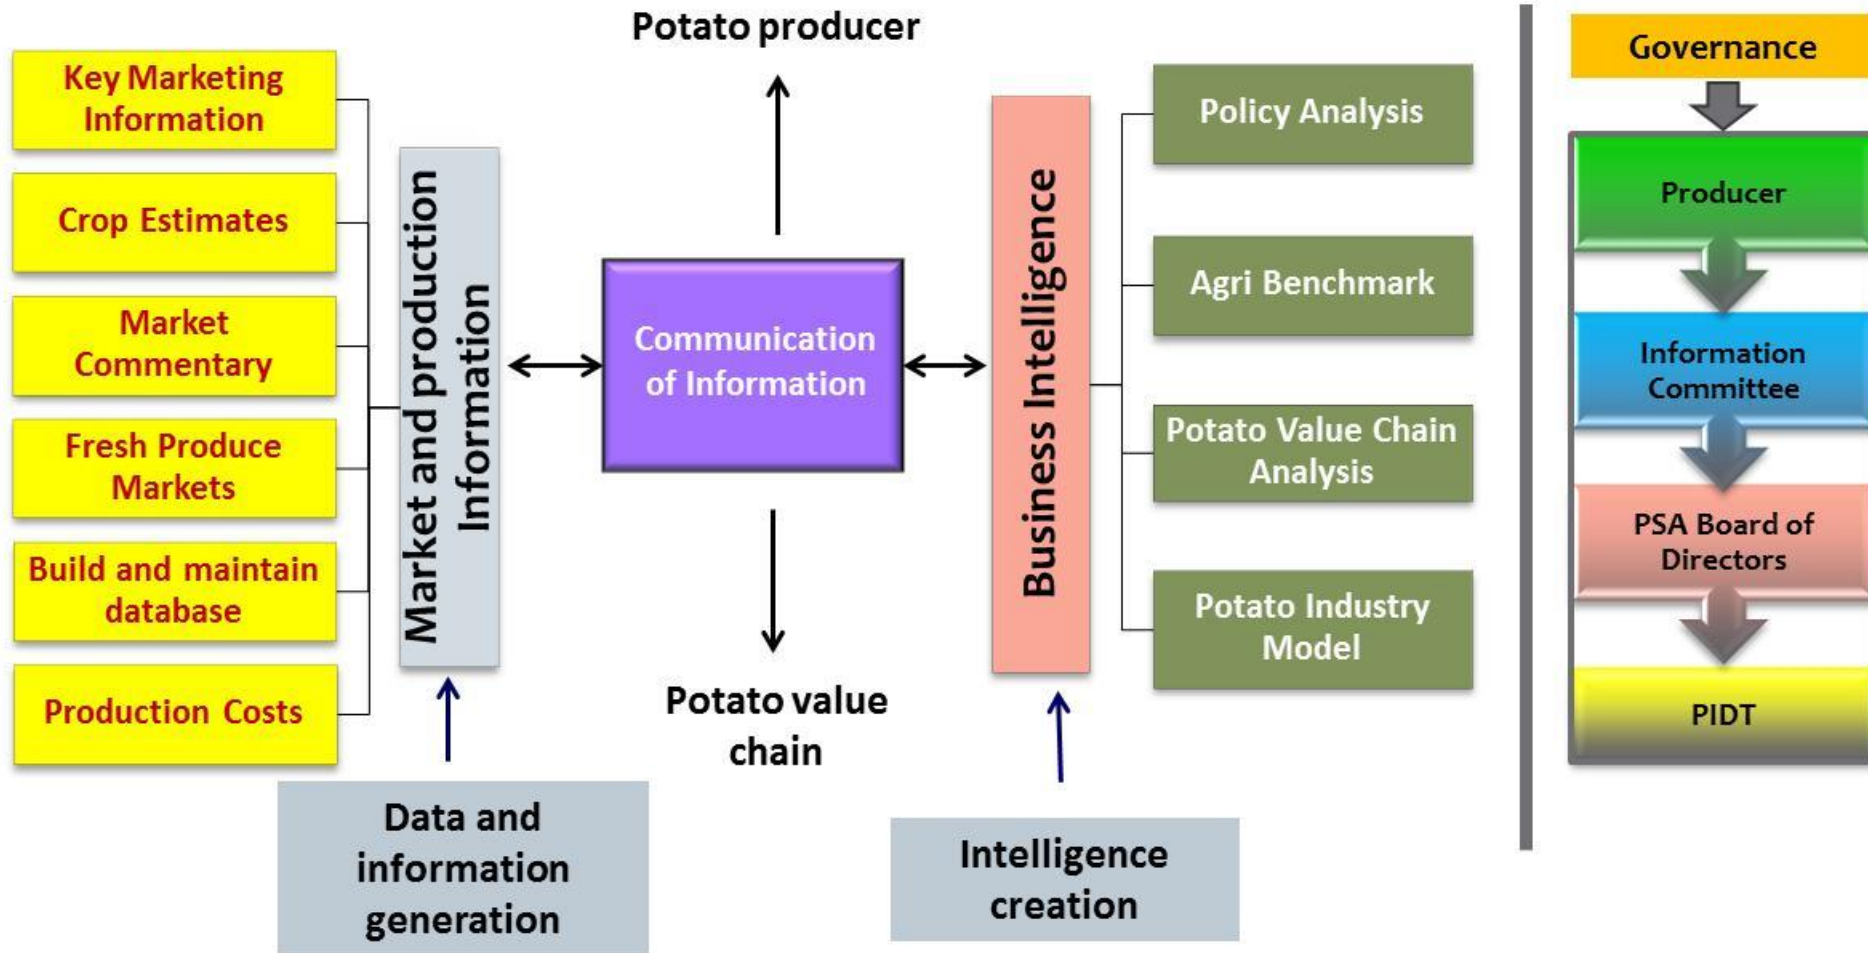 Potato producer
Key Marketing
Information
Crop Estimates
Market
Commentary
Fresh Produce
Markets
Build and maintain
database
Production Costs
Market and production
Information
Data and
information
generation
Communication
of Information
Potato value
chain
Business Intelligence
Intelligence
creation
Policy Analysis
Agri Benchmark
Potato Value Chain
Analysis
Potato Industry
Model
Governance
Producer
Information
Committee
PSA Board of
Directors
PIDT